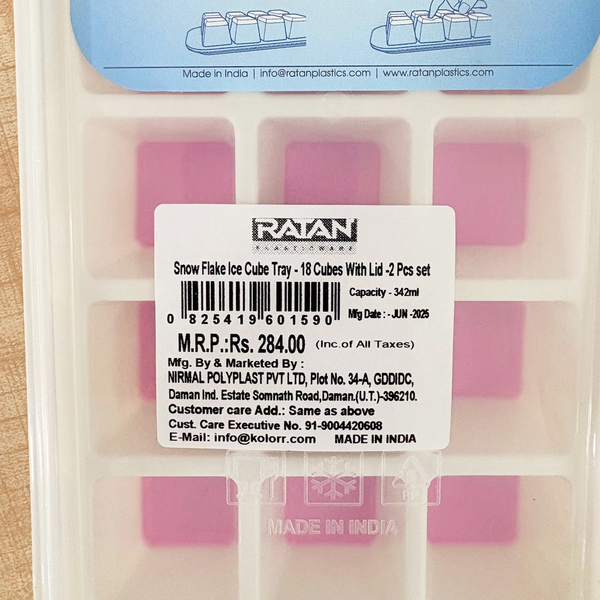 Made in India | info@ratanplastics.com | www.ratanplastics.com
RATAN
PLASTICWARE
Snow Flake Ice Cube Tray - 18 Cubes With Lid -2 Pcs set
Capacity - 342ml
0 825419 601590
Mfg Date : - JUN -2025
M.R.P.:Rs. 284.00 (Inc.of All Taxes)
Mfg. By & Marketed By :
NIRMAL POLYPLAST PVT LTD, Plot No. 34-A, GDDIDC,
Daman Ind. Estate Somnath Road,Daman.(U.T.)-396210.
Customer care Add.: Same as above
Cust. Care Executive No. 91-9004420608
E-Mail: info@kolorr.com MADE IN INDIA
MADE IN INDIA